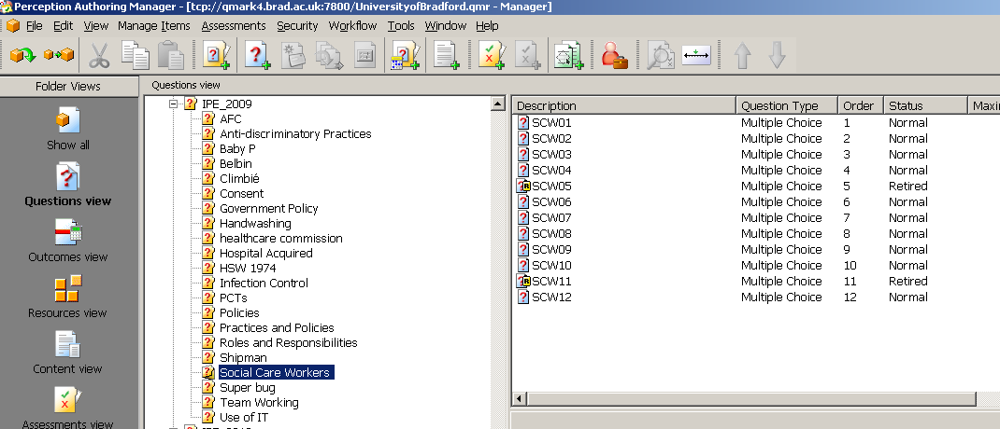 Perception Authoring Manager - [tcp://qmark4.brad.ac.uk:7800/UniversityofBradford.qmr - Manager]
File Edit View Manage Items Assessments Security Workflow Tools Window Help
Folder Views
Show all
Questions view
Outcomes view
Resources view
Content view
Assessments view
Questions view
IPE_2009
AFC
Anti-discriminatory Practices
Baby P
Belbin
Climbié
Consent
Government Policy
Handwashing
healthcare commission
Hospital Acquired
HSW 1974
Infection Control
PCTs
Policies
Practices and Policies
Roles and Responsibilities
Shipman
Social Care Workers
Super bug
Team Working
Use of IT
Description Question Type Order Status Maxi
SCW01 Multiple Choice 1 Normal
SCW02 Multiple Choice 2 Normal
SCW03 Multiple Choice 3 Normal
SCW04 Multiple Choice 4 Normal
SCW05 Multiple Choice 5 Retired
SCW06 Multiple Choice 6 Normal
SCW07 Multiple Choice 7 Normal
SCW08 Multiple Choice 8 Normal
SCW09 Multiple Choice 9 Normal
SCW10 Multiple Choice 10 Normal
SCW11 Multiple Choice 11 Retired
SCW12 Multiple Choice 12 Normal